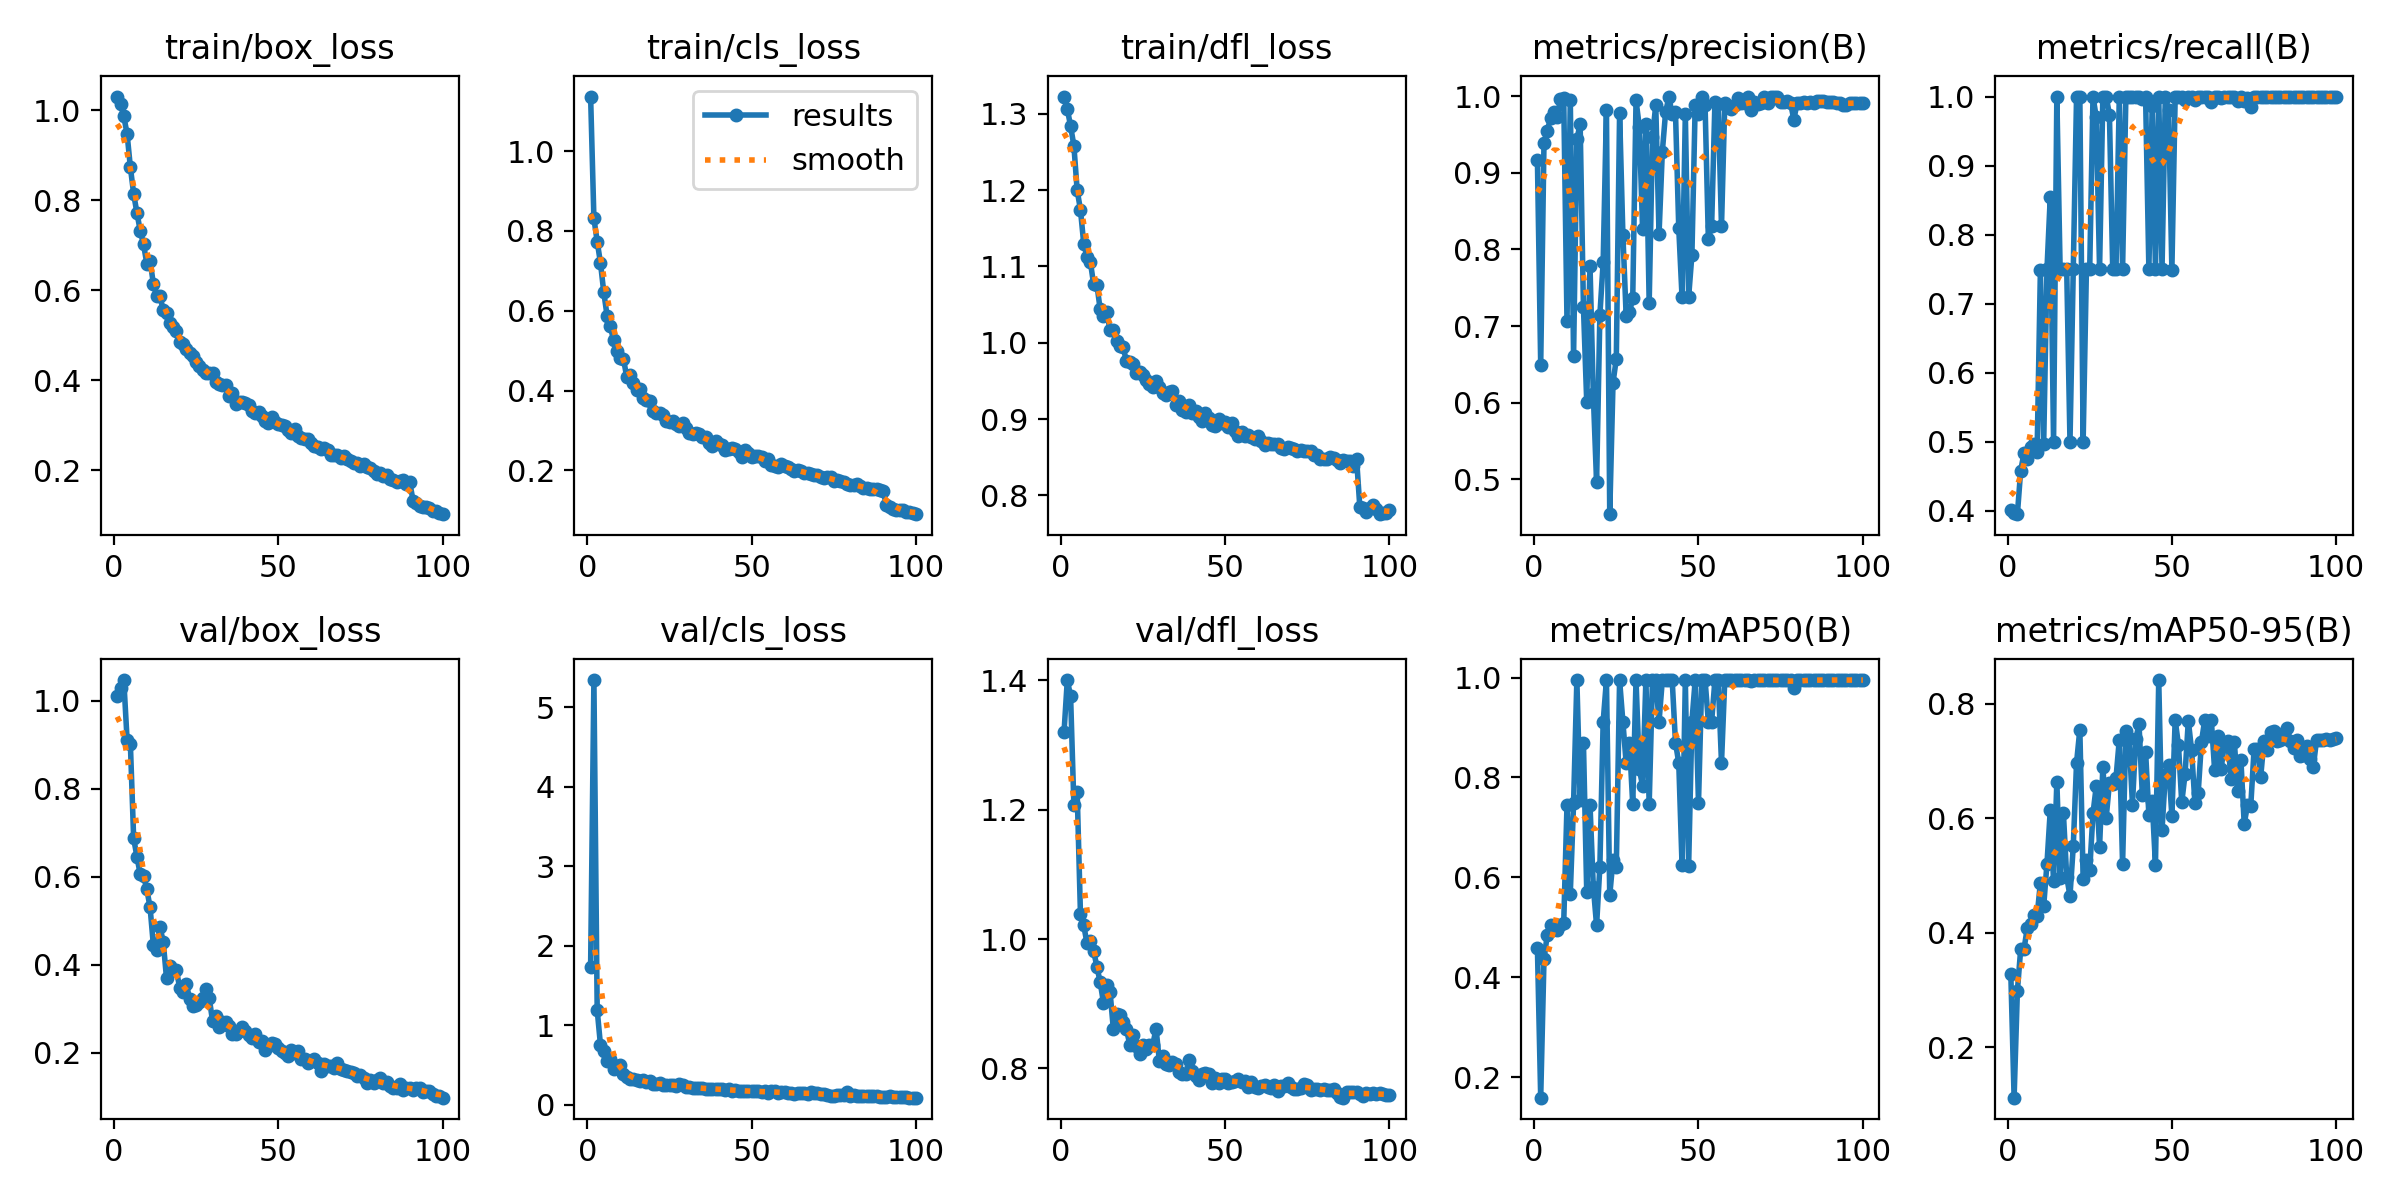 train/box_loss
1.0
0.8
0.6
0.4
0.2
0 50 100
train/cls_loss
results
smooth
1.0
0.8
0.6
0.4
0.2
0 50 100
train/dfl_loss
1.3
1.2
1.1
1.0
0.9
0.8
0 50 100
metrics/precision(B)
1.0
0.9
0.8
0.7
0.6
0.5
0 50 100
metrics/recall(B)
1.0
0.9
0.8
0.7
0.6
0.5
0.4
0 50 100
val/box_loss
1.0
0.8
0.6
0.4
0.2
0 50 100
val/cls_loss
5
4
3
2
1
0
0 50 100
val/dfl_loss
1.4
1.2
1.0
0.8
0 50 100
metrics/mAP50(B)
1.0
0.8
0.6
0.4
0.2
0 50 100
metrics/mAP50-95(B)
0.8
0.6
0.4
0.2
0 50 100